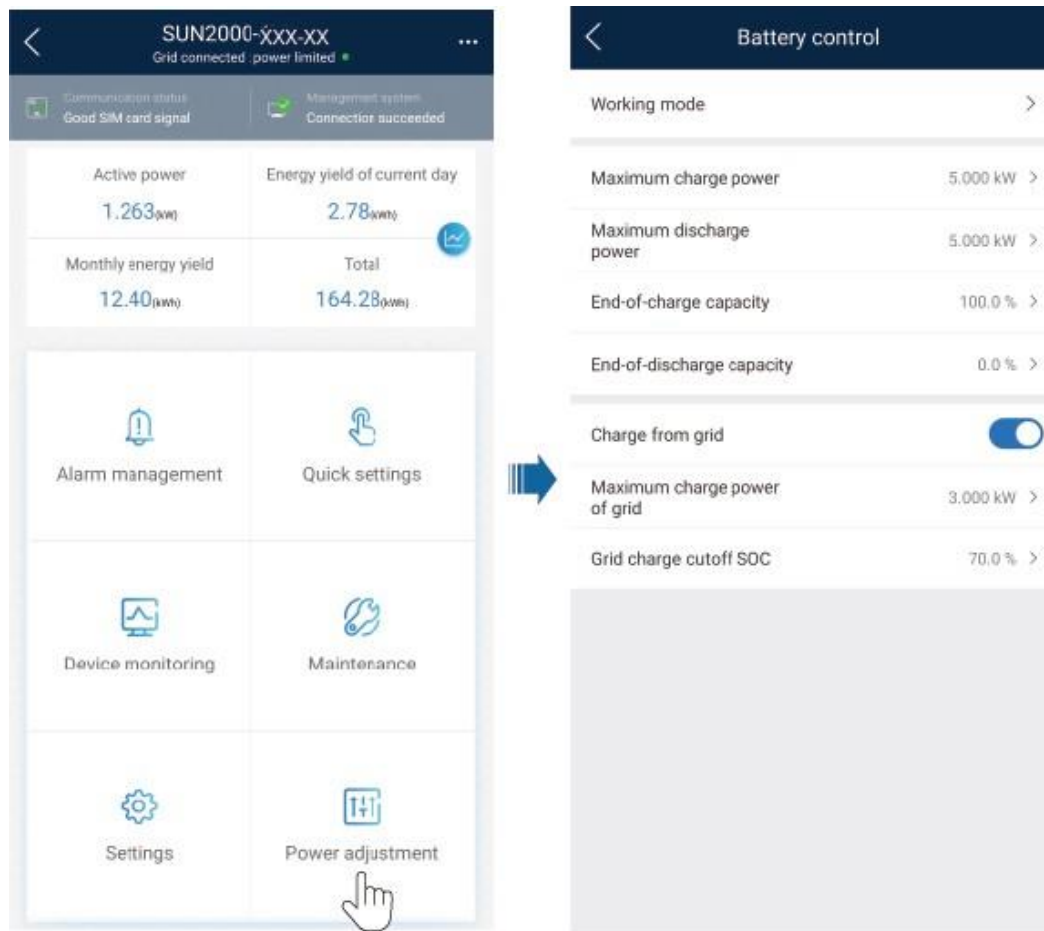 SUN2000-XXX-XX
Grid connected :power limited
Communication status
Good SIM card signal
Management system
Connection succeeded
Active power
1.263(kW)
Energy yield of current day
2.78(kWh)
Monthly energy yield
12.40(kWh)
Total
164.28(kWh)
Alarm management
Quick settings
Device monitoring
Maintenance
Settings
Power adjustment
Battery control
Working mode
Maximum charge power
5.000 kW
Maximum discharge
power
5.000 kW
End-of-charge capacity
100.0 %
End-of-discharge capacity
0.0 %
Charge from grid
Maximum charge power
of grid
3.000 kW
Grid charge cutoff SOC
70.0 %